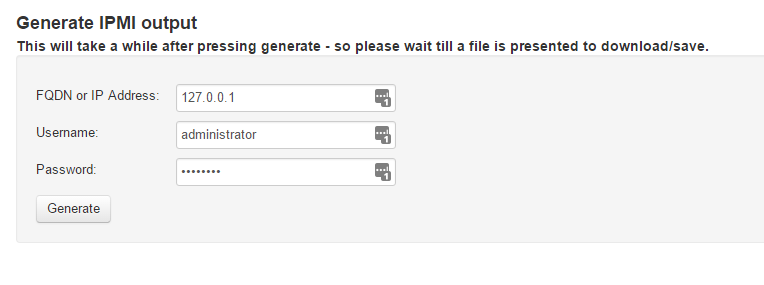 Generate IPMI output
This will take a while after pressing generate - so please wait till a file is presented to download/save.
FQDN or IP Address: 127.0.0.1
Username: administrator
Password: ••••••••
Generate